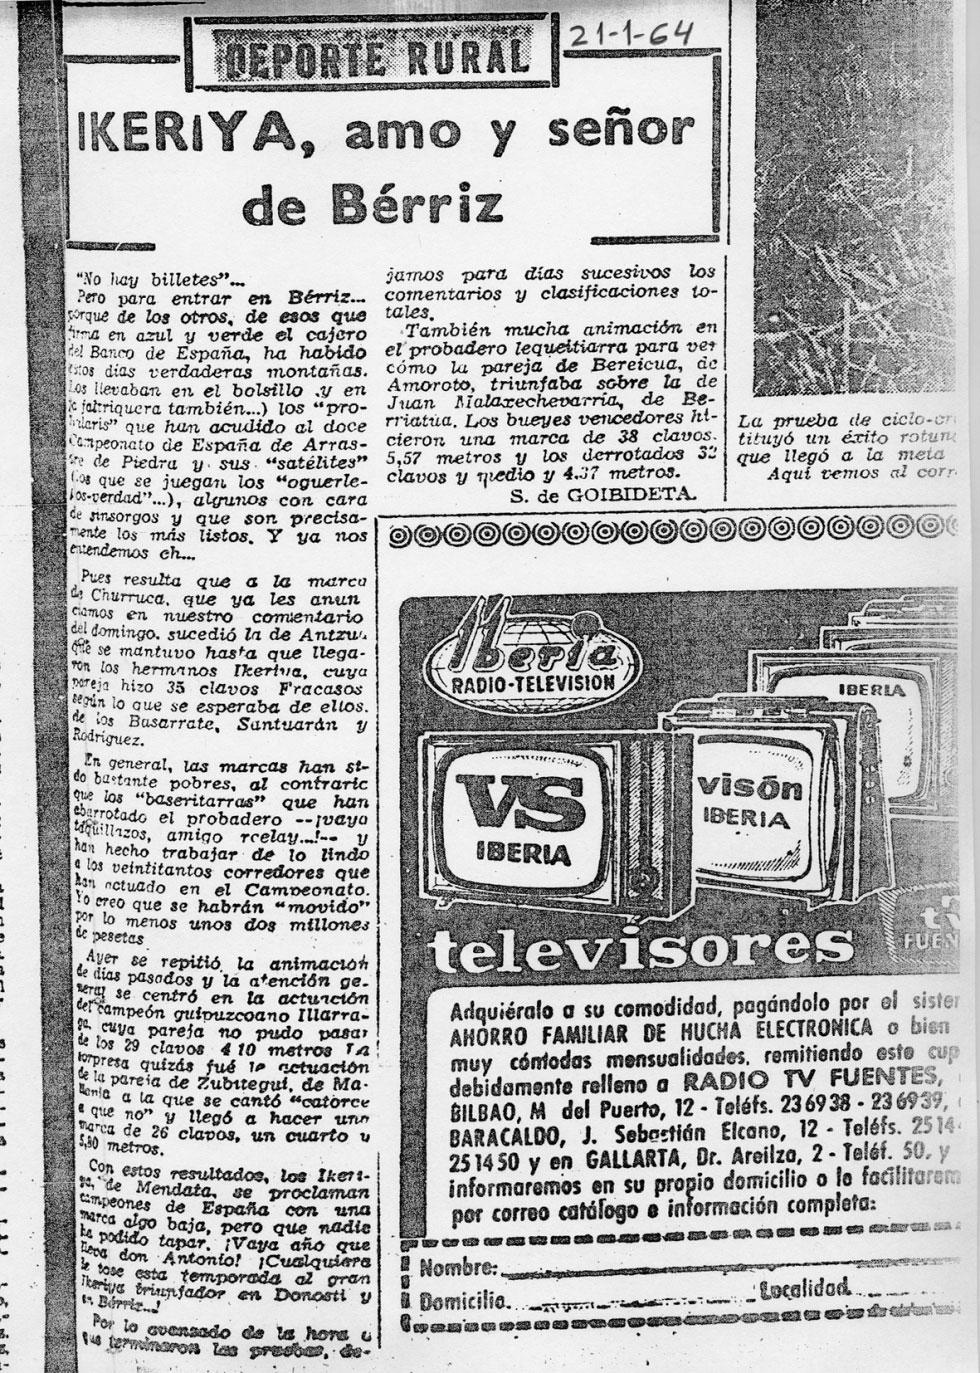 21-1-64
DEPORTE RURAL
IKERIYA, amo y señor
de Bérriz
"No hay billetes"...
Pero para entrar en Bérriz...
porque de los otros, de esos que
firma en azul y verde el cajero
del Banco de España, ha habido
estos días verdaderas montañas.
Los llevaban en el bolsillo y en
la faltriquera también...) los "pro-
que han acudido al doce
Campeonato de España de Arras-
tre de Piedra y sus "satélites"
(los que se juegan los "oguerle-
kos-verdad"...), algunos con cara
de sinsorgos y que son precisa-
mente los más listos. Y ya nos
entendemos eh...
Pues resulta que a la marca
de Churruca, que ya les anun
ciamos en nuestro comentario
del domingo, sucedió la de
que se mantuvo hasta que llega-
ron los hermanos Ikeriya, cuya
pareja hizo 35 clavos Fracasos
según lo que se esperaba de ellos,
de los Basarrate, Santuarán y
Rodríguez.
En general, las marcas han si-
do bastante pobres, al contraric
que los "baseritarras" que han
abarrotado el probadero --¡vaya
taquillazos, amigo rcelay...!-- y
han hecho trabajar de lo lindo
a los veintitantos corredores que
han actuado en el Campeonato.
Yo creo que se habrán "movido"
por lo menos unos dos millones
de pesetas
Ayer se repitió la animación
de días pasados y la atención ge-
neral se centró en la actunción
del campeón guipuzcoano Illarra-
ga, cuya pareja no pudo pasar
de los 29 clavos 4 10 metros La
sorpresa quizás fué la actuación
de la pareja de Zubitegui, de Ma-
a la que se cantó "catorce
a que no" y llegó a hacer una
marca de 26 clavos, un cuarto y
5,80 metros.
Con estos resultados, los Ikeri-
ya, de Mendata, se proclaman
campeones de España con una
marca algo baja, pero que nadie
ha podido tapar. ¡Vaya año que
lleva don Antonio! ¡Cualquiera
le tose esta temporada al gran
Ikeriya triunfador en Donosti y
en Bérriz...!
Por lo avansado de la hora a
que terminaron las pruebas, de-
jamos para días sucesivos los
comentarios y clasificaciones to-
tales.
También mucha animación en
el probadero lequeitiarra para ver
cómo la pareja de Bereicua, de
Amoroto, triunfaba sobre la de
Juan Malaxechevarria, de Be-
rriatúa. Los bueyes vencedores hi-
cieron una marca de 38 clavos.
5,57 metros y los derrotados 32
clavos y medio y 4.37 metros.
S. de GOIBIDETA.
La prueba de ciclo-cr
tituyó un éxito rotun
que llegó a la meta
Aquí vemos al corr
Iberia
RADIO-TELEVISION
IBERIA
VS
IBERIA
visón
IBERIA
tv
FUEN
televisores
Adquiéralo a su comodidad, pagándolo por el siste
AHORRO FAMILIAR DE HUCHA ELECTRONICA o bien
muy cómodas mensualidades, remitiendo este cup
debidamente relleno a RADIO TV FUENTES,
BILBAO, M del Puerto, 12 - Teléfs. 236938 - 236939,
BARACALDO, J. Sebastián Elcano, 12 - Teléfs. 2514
251450 y en GALLARTA, Dr. Areilza, 2 - Teléf. 50, y
informaremos en su propio domicilio o le facilitarem
por correo catálogo e información completa:
Nombre:
Domicilio
Localidad